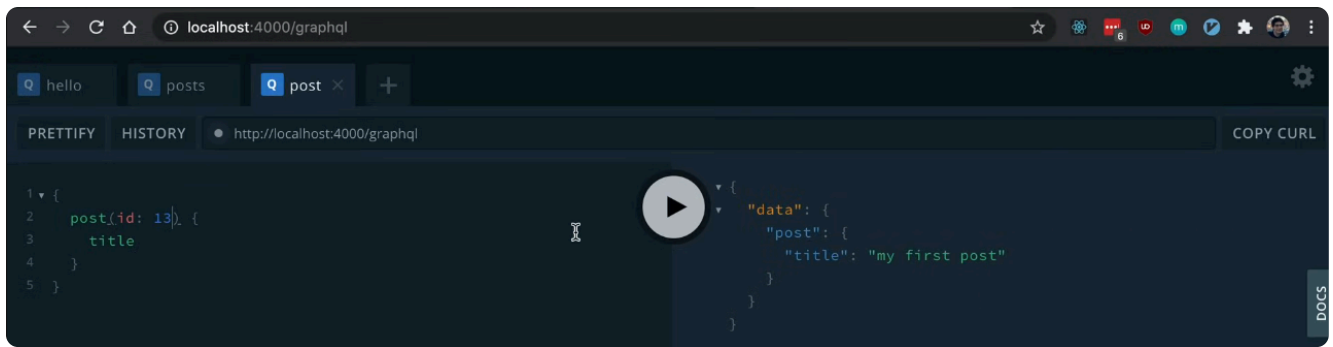 localhost:4000/graphql
6
Q hello Q posts Q post
PRETTIFY HISTORY http://localhost:4000/graphql COPY CURL
1 {
2 post(id: 13) {
3 title
4 }
5 }
{
"data": {
"post": {
"title": "my first post"
}
}
}
DOCS